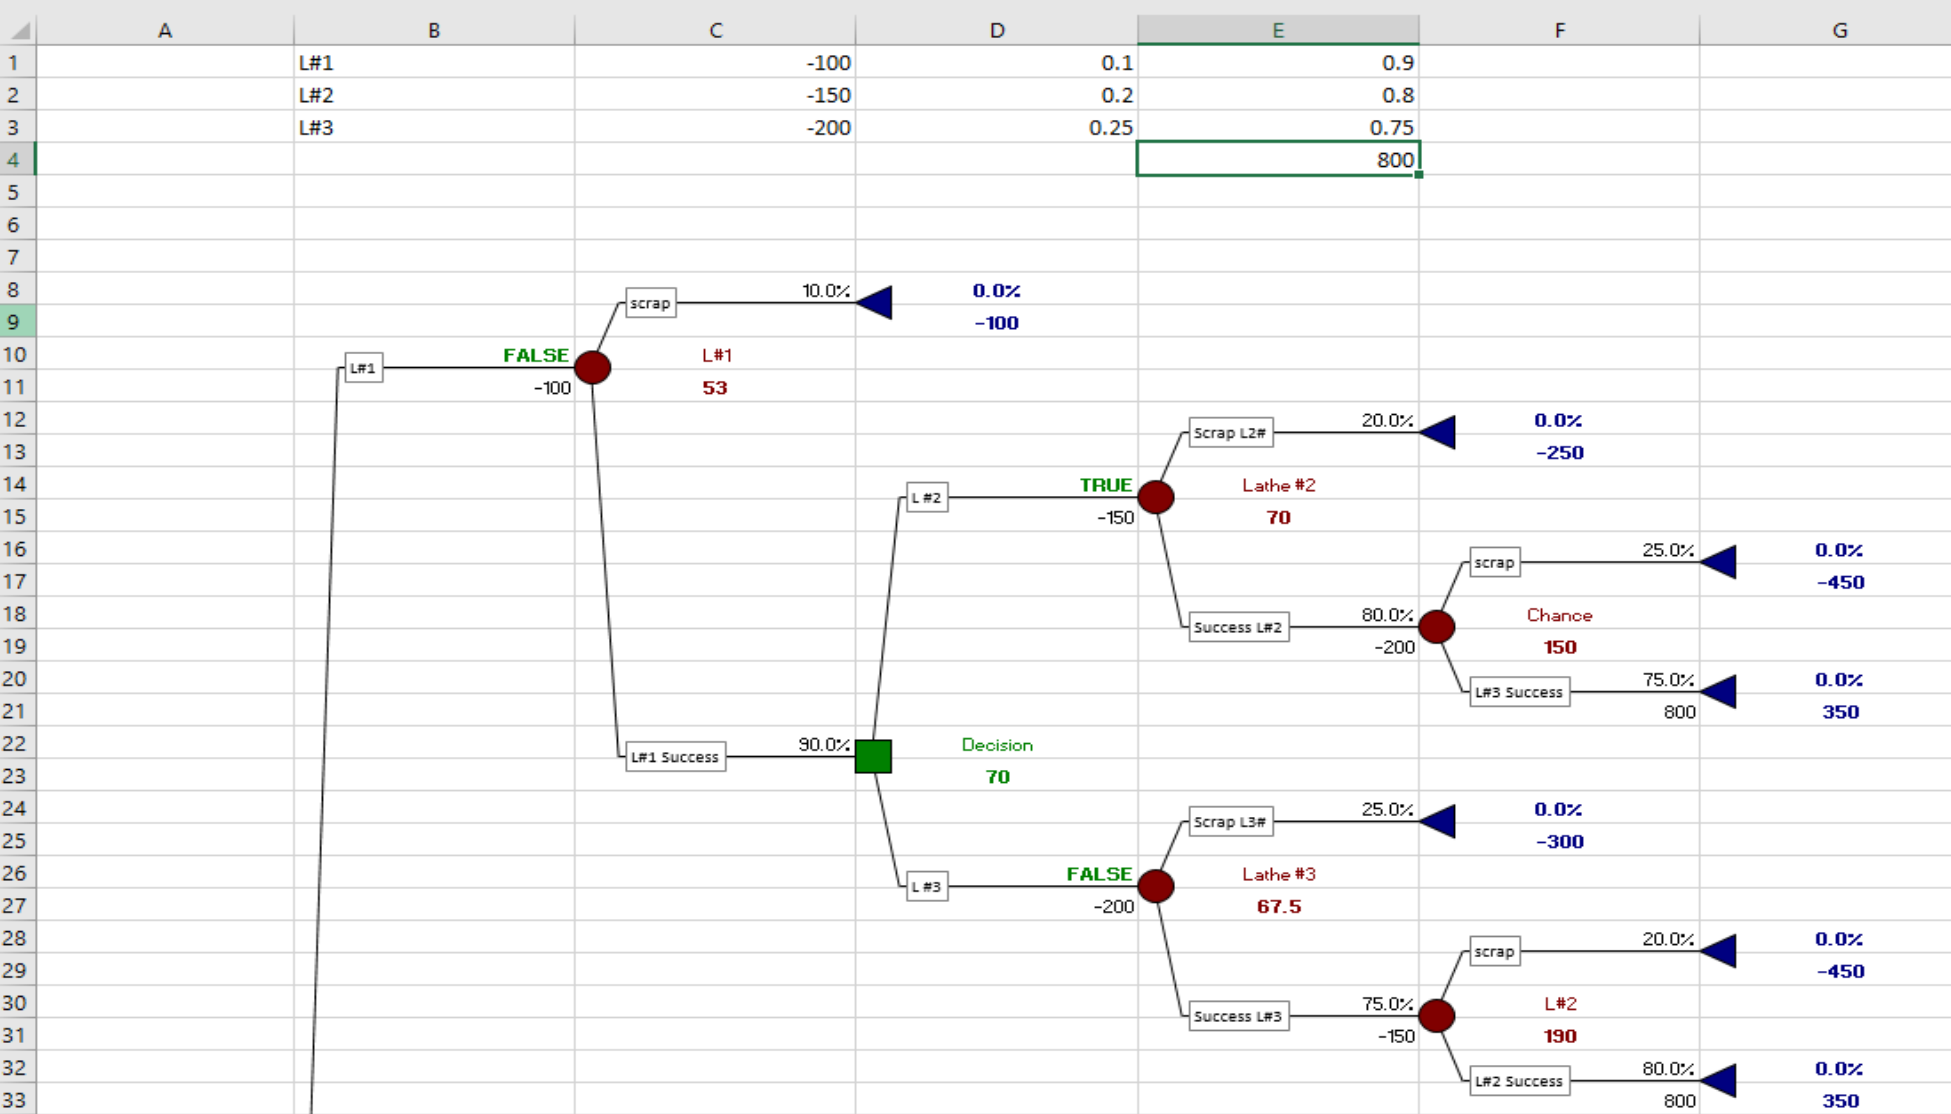 A B C D E F G
1 L#1 -100 0.1 0.9
2 L#2 -150 0.2 0.8
3 L#3 -200 0.25 0.75
4 800
5
6
7
8 scrap 10.0% 0.0%
9 -100
10 L#1 FALSE L#1
11 -100 53
12 Scrap L2# 20.0% 0.0%
13 -250
14 L #2 TRUE Lathe #2
15 -150 70
16 scrap 25.0% 0.0%
17 -450
18 Success L#2 80.0% Chance
19 -200 150
20 L#3 Success 75.0% 0.0%
21 800 350
22 L#1 Success 90.0% Decision
23 70
24 Scrap L3# 25.0% 0.0%
25 -300
26 L #3 FALSE Lathe #3
27 -200 67.5
28 scrap 20.0% 0.0%
29 -450
30 Success L#3 75.0% L#2
31 -150 190
32 L#2 Success 80.0% 0.0%
33 800 350